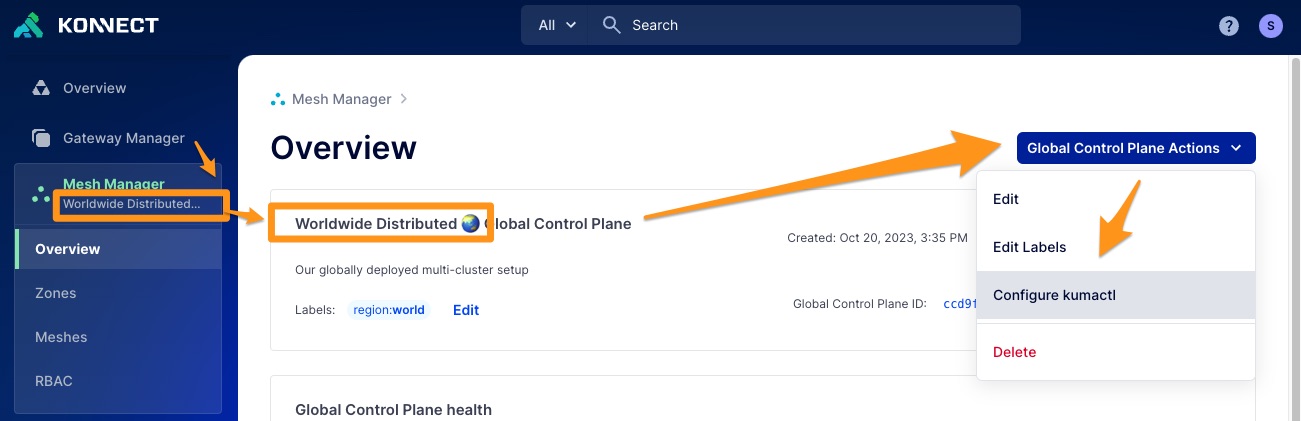 KONNECT
All
Search
?
S
Overview
Gateway Manager
Mesh Manager
Worldwide Distributed...
Overview
Zones
Meshes
RBAC
Mesh Manager
Overview
Global Control Plane Actions
Edit
Edit Labels
Configure kumactl
Delete
Worldwide Distributed 🌏 Global Control Plane
Created: Oct 20, 2023, 3:35 PM
Our globally deployed multi-cluster setup
Labels: region:world Edit
Global Control Plane ID: ccd9f
Global Control Plane health